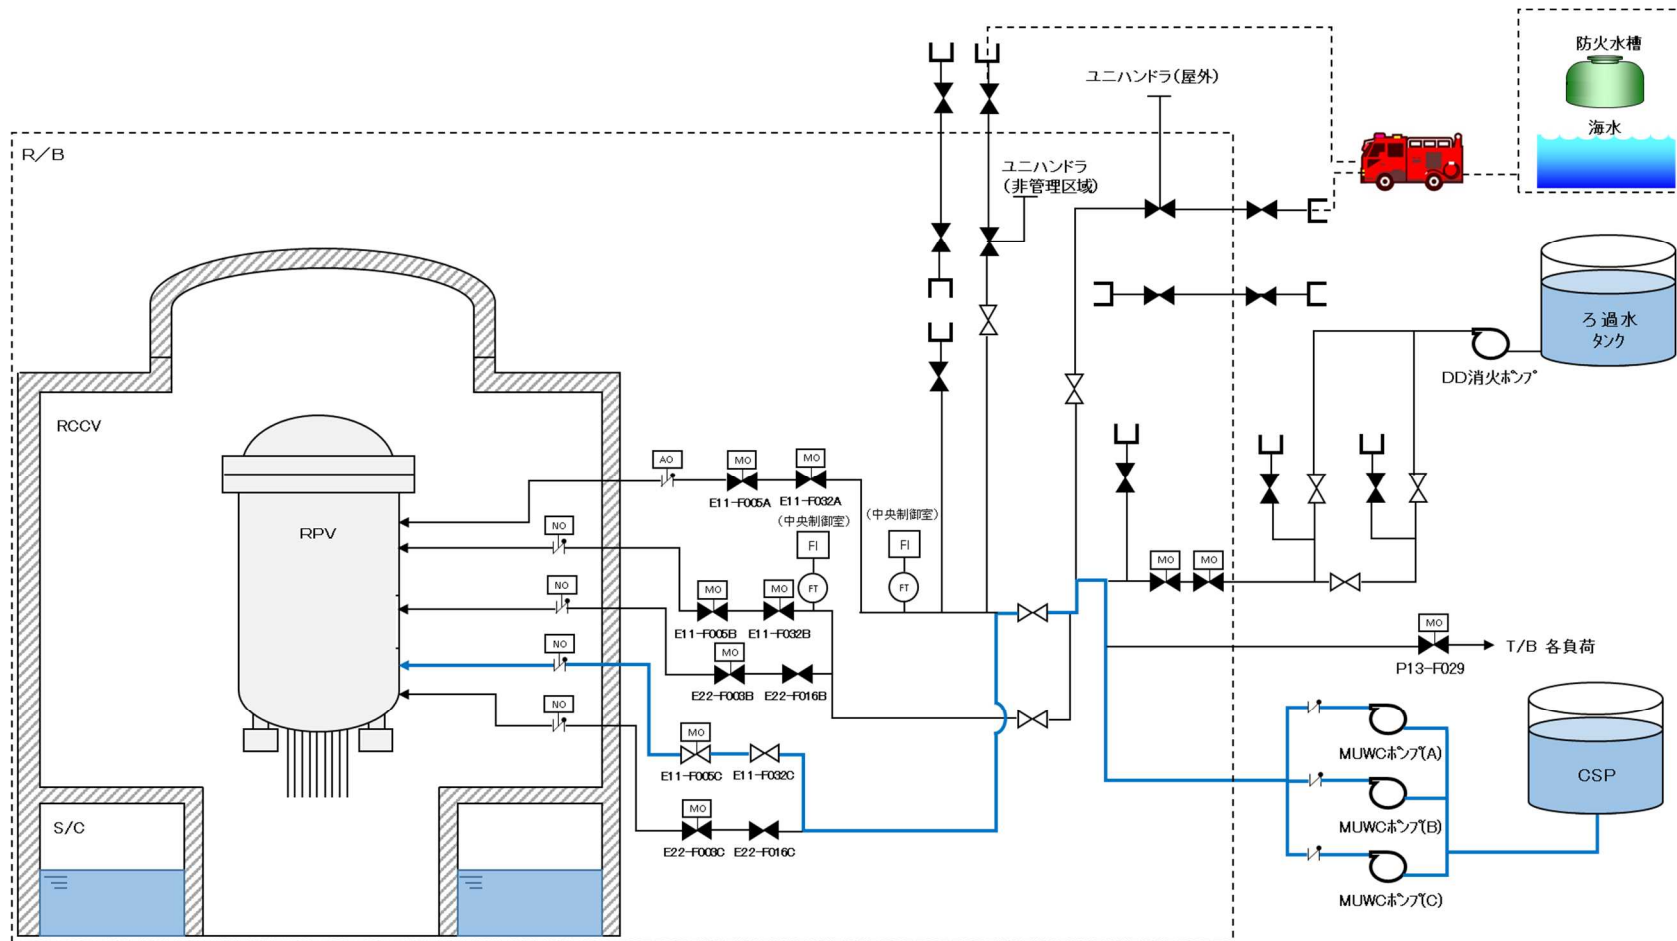 防火水槽
ユニハンドラ(屋外)
海水
R/B
ユニハンドラ
(非管理区域)
ろ過水
タンク
DD消火ポンプ
RCCV
AO
MO
MO
E11-F005A
E11-F032A
(中央制御室)
(中央制御室)
RPV
NO
FI
FI
FT
FT
MO
MO
NO
MO
MO
E11-F005B
E11-F032B
MO
MO
P13-F029
T/B 各負荷
NO
E22-F003B
E22-F016B
NO
MO
E11-F005C
E11-F032C
MUWCポンプ(A)
CSP
MO
S/C
E22-F003C
E22-F016C
MUWCポンプ(B)
MUWCポンプ(C)